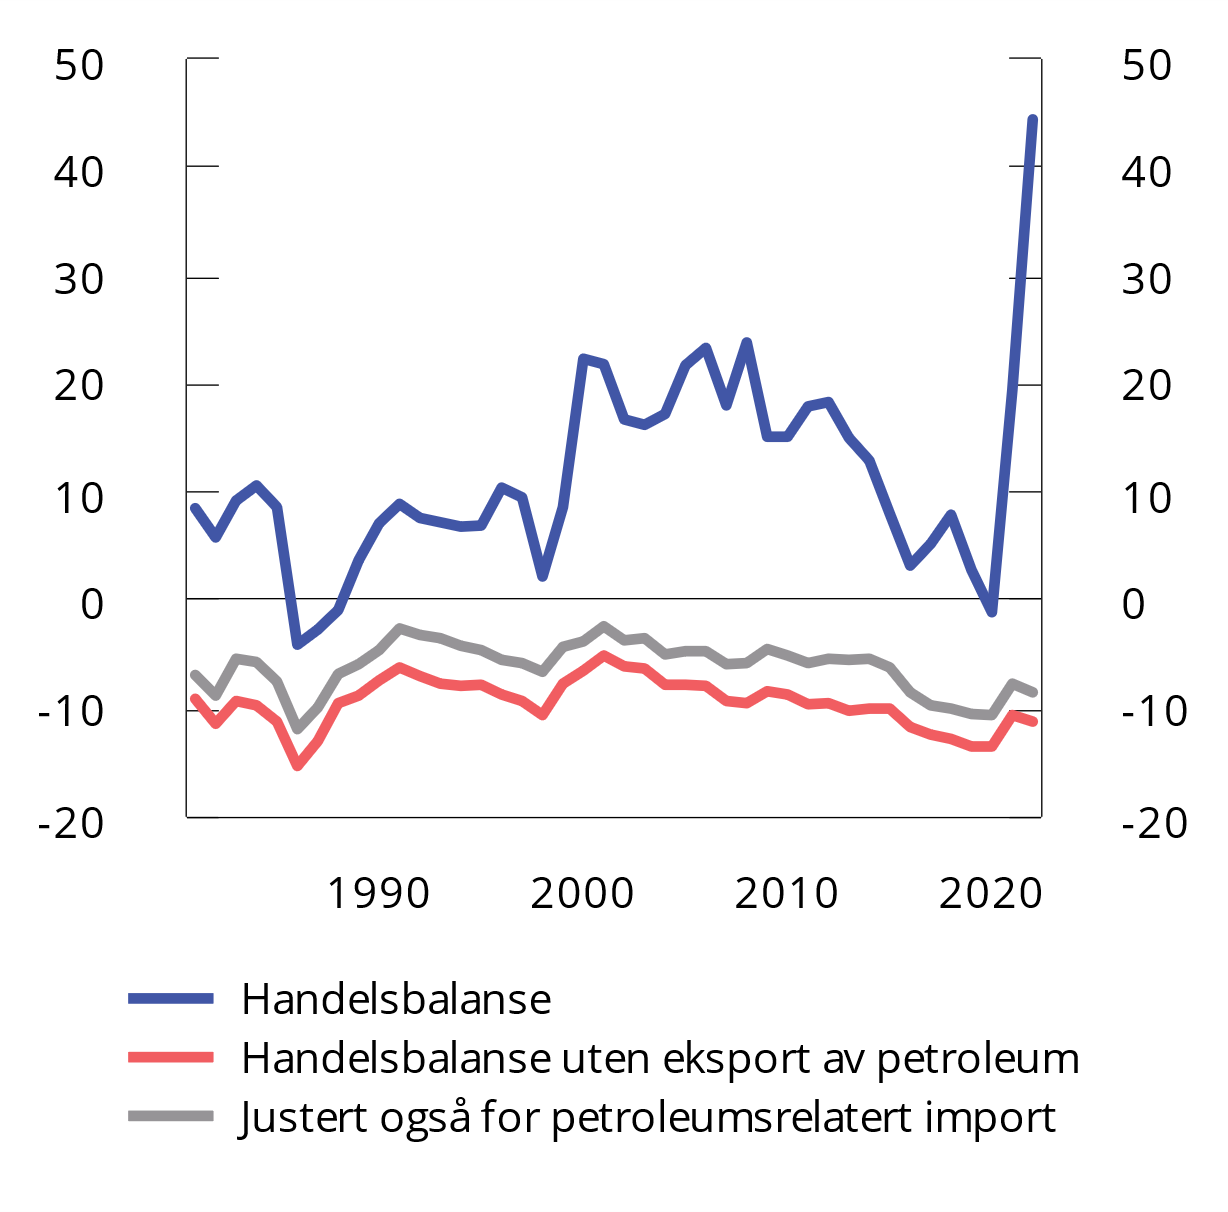 50 50
40 40
30 30
20 20
10 10
0 0
-10 -10
-20 -20
1990 2000 2010 2020
Handelsbalanse
Handelsbalanse uten eksport av petroleum
Justert også for petroleumsrelatert import